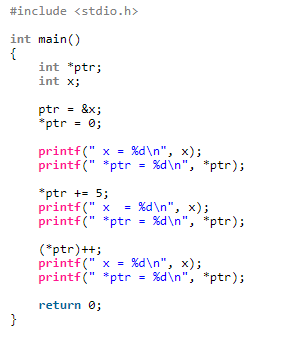 #include <stdio.h>
int main()
{
int *ptr;
int x;
ptr = &x;
*ptr = 0;
printf(" x = %d\n", x);
printf(" *ptr = %d\n", *ptr);
*ptr += 5;
printf(" x  = %d\n", x);
printf(" *ptr = %d\n", *ptr);
(*ptr)++;
printf(" x = %d\n", x);
printf(" *ptr = %d\n", *ptr);
return 0;
}